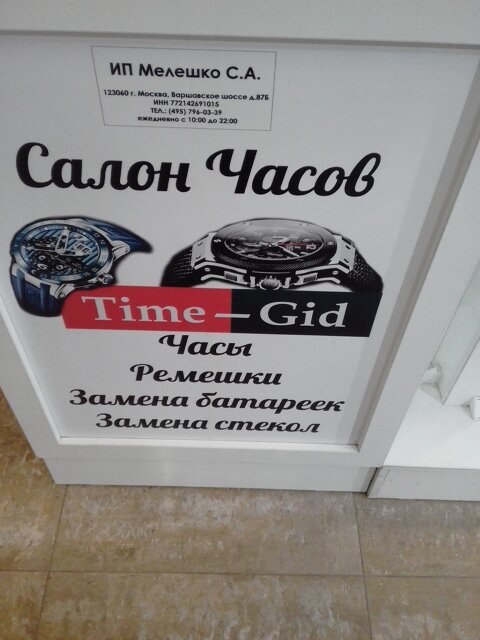 ИП Мелешко С.А.
123060 г. Москва, Варшавское шоссе д.87Б
ИНН 772142691015
ТЕЛ.: (495) 796-03-39
ежедневно с 10:00 до 22:00
Салон Часов
Time – Gid
Часы
Ремешки
Замена батареек
Замена стекол